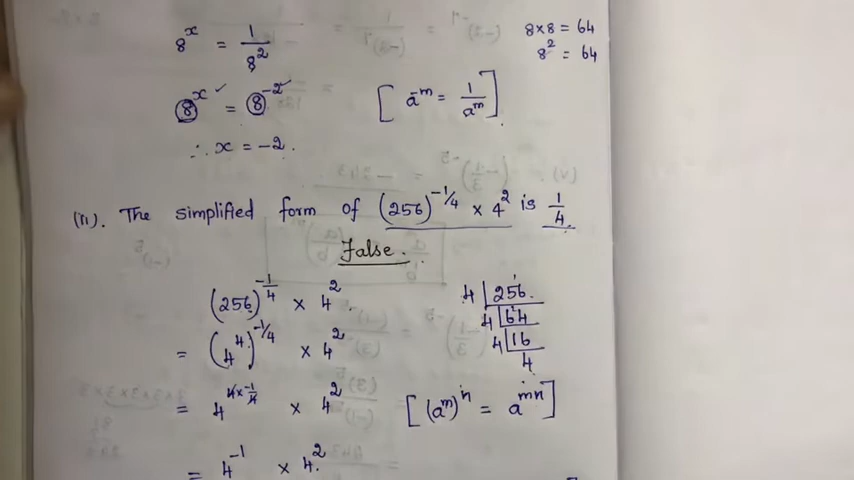 8^x = 1/8^2
8×8 = 64
8^2 = 64
8^x ✓ = 8^-2 ✓ [a^-m = 1/a^m].
∴ x = -2.
(ii). The simplified form of (256)^-1/4 × 4^2 is 1/4.
False.
(256)^-1/4 × 4^2.
= (4^4)^-1/4 × 4^2
4 | 256.
4 | 64
4 | 16
4
= 4^4×-1/4 × 4^2 [(a^m)^n = a^mn]
= 4^-1 × 4^2.